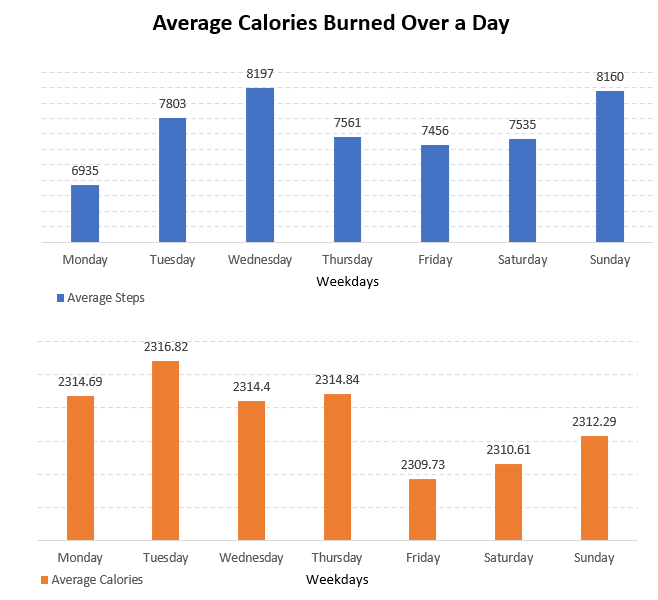 Average Calories Burned Over a Day
8197
8160
7803
7561
7535
7456
6935
Monday Tuesday Wednesday Thursday Friday Saturday Sunday
Weekdays
Average Steps
2316.82
2314.69
2314.84
2314.4
2312.29
2310.61
2309.73
Monday Tuesday Wednesday Thursday Friday Saturday Sunday
Average Calories
Weekdays